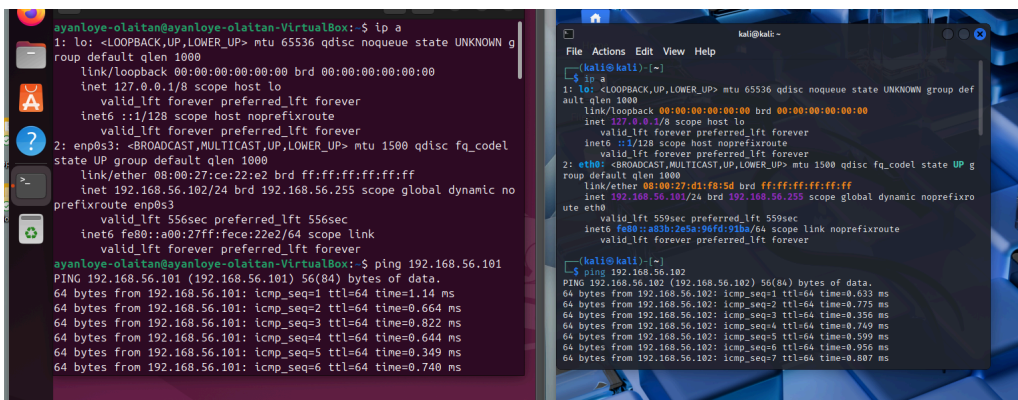 ayanloye-olaitan@ayanloye-olaitan-VirtualBox:~$ ip a
1: lo: <LOOPBACK,UP,LOWER_UP> mtu 65536 qdisc noqueue state UNKNOWN g
roup default qlen 1000
    link/loopback 00:00:00:00:00:00 brd 00:00:00:00:00:00
    inet 127.0.0.1/8 scope host lo
       valid_lft forever preferred_lft forever
    inet6 ::1/128 scope host noprefixroute
       valid_lft forever preferred_lft forever
2: enp0s3: <BROADCAST,MULTICAST,UP,LOWER_UP> mtu 1500 qdisc fq_codel
state UP group default qlen 1000
    link/ether 08:00:27:ce:22:e2 brd ff:ff:ff:ff:ff:ff
    inet 192.168.56.102/24 brd 192.168.56.255 scope global dynamic no
prefixroute enp0s3
       valid_lft 556sec preferred_lft 556sec
    inet6 fe80::a00:27ff:fece:22e2/64 scope link
       valid_lft forever preferred_lft forever
ayanloye-olaitan@ayanloye-olaitan-VirtualBox:~$ ping 192.168.56.101
PING 192.168.56.101 (192.168.56.101) 56(84) bytes of data.
64 bytes from 192.168.56.101: icmp_seq=1 ttl=64 time=1.14 ms
64 bytes from 192.168.56.101: icmp_seq=2 ttl=64 time=0.664 ms
64 bytes from 192.168.56.101: icmp_seq=3 ttl=64 time=0.822 ms
64 bytes from 192.168.56.101: icmp_seq=4 ttl=64 time=0.644 ms
64 bytes from 192.168.56.101: icmp_seq=5 ttl=64 time=0.349 ms
64 bytes from 192.168.56.101: icmp_seq=6 ttl=64 time=0.740 ms
kali@kali: ~
File Actions Edit View Help
┌──(kali㉿kali)-[~]
└─$ ip a
1: lo: <LOOPBACK,UP,LOWER_UP> mtu 65536 qdisc noqueue state UNKNOWN group def
ault qlen 1000
    link/loopback 00:00:00:00:00:00 brd 00:00:00:00:00:00
    inet 127.0.0.1/8 scope host lo
       valid_lft forever preferred_lft forever
    inet6 ::1/128 scope host noprefixroute
       valid_lft forever preferred_lft forever
2: eth0: <BROADCAST,MULTICAST,UP,LOWER_UP> mtu 1500 qdisc fq_codel state UP g
roup default qlen 1000
    link/ether 08:00:27:d1:f8:5d brd ff:ff:ff:ff:ff:ff
    inet 192.168.56.101/24 brd 192.168.56.255 scope global dynamic noprefixro
ute eth0
       valid_lft 559sec preferred_lft 559sec
    inet6 fe80::a83b:2e5a:96fd:91ba/64 scope link noprefixroute
       valid_lft forever preferred_lft forever
┌──(kali㉿kali)-[~]
└─$ ping 192.168.56.102
PING 192.168.56.102 (192.168.56.102) 56(84) bytes of data.
64 bytes from 192.168.56.102: icmp_seq=1 ttl=64 time=0.633 ms
64 bytes from 192.168.56.102: icmp_seq=2 ttl=64 time=0.775 ms
64 bytes from 192.168.56.102: icmp_seq=3 ttl=64 time=0.356 ms
64 bytes from 192.168.56.102: icmp_seq=4 ttl=64 time=0.749 ms
64 bytes from 192.168.56.102: icmp_seq=5 ttl=64 time=0.599 ms
64 bytes from 192.168.56.102: icmp_seq=6 ttl=64 time=0.956 ms
64 bytes from 192.168.56.102: icmp_seq=7 ttl=64 time=0.807 ms